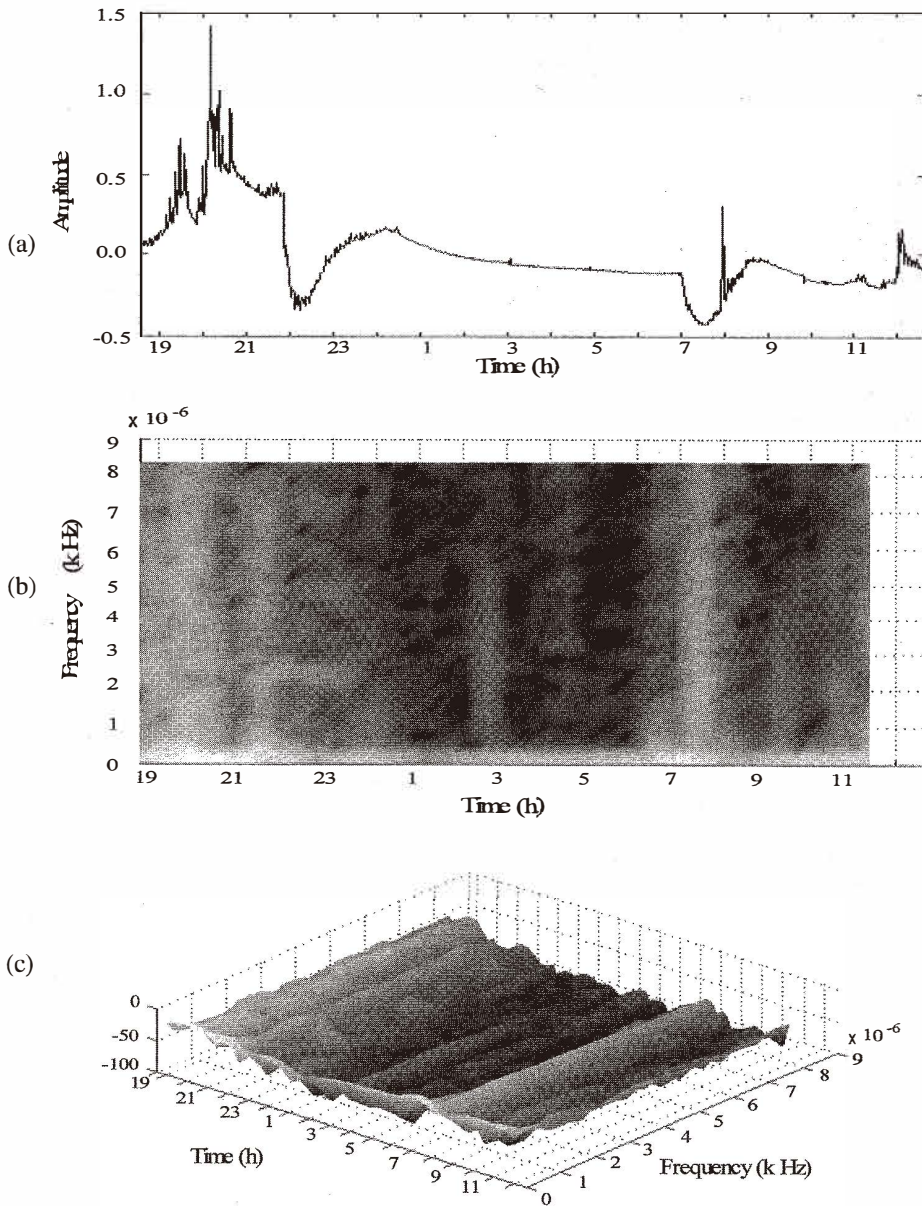 1.5
1.0
0.5
0.0
-0.5
Amplitude
(a)
19 21 23 1 3 5 7 9 11
Time (h)
x 10 -6
9
8
7
6
5
4
3
2
1
0
Frequency (k Hz)
(b)
19 21 23 1 3 5 7 9 11
Time (h)
(c)
0
-50
-100
19 21 23 1 3 5 7 9 11
Time (h)
0 1 2 3 4 5 6 7 8 9
x 10 -6
Frequency (k Hz)